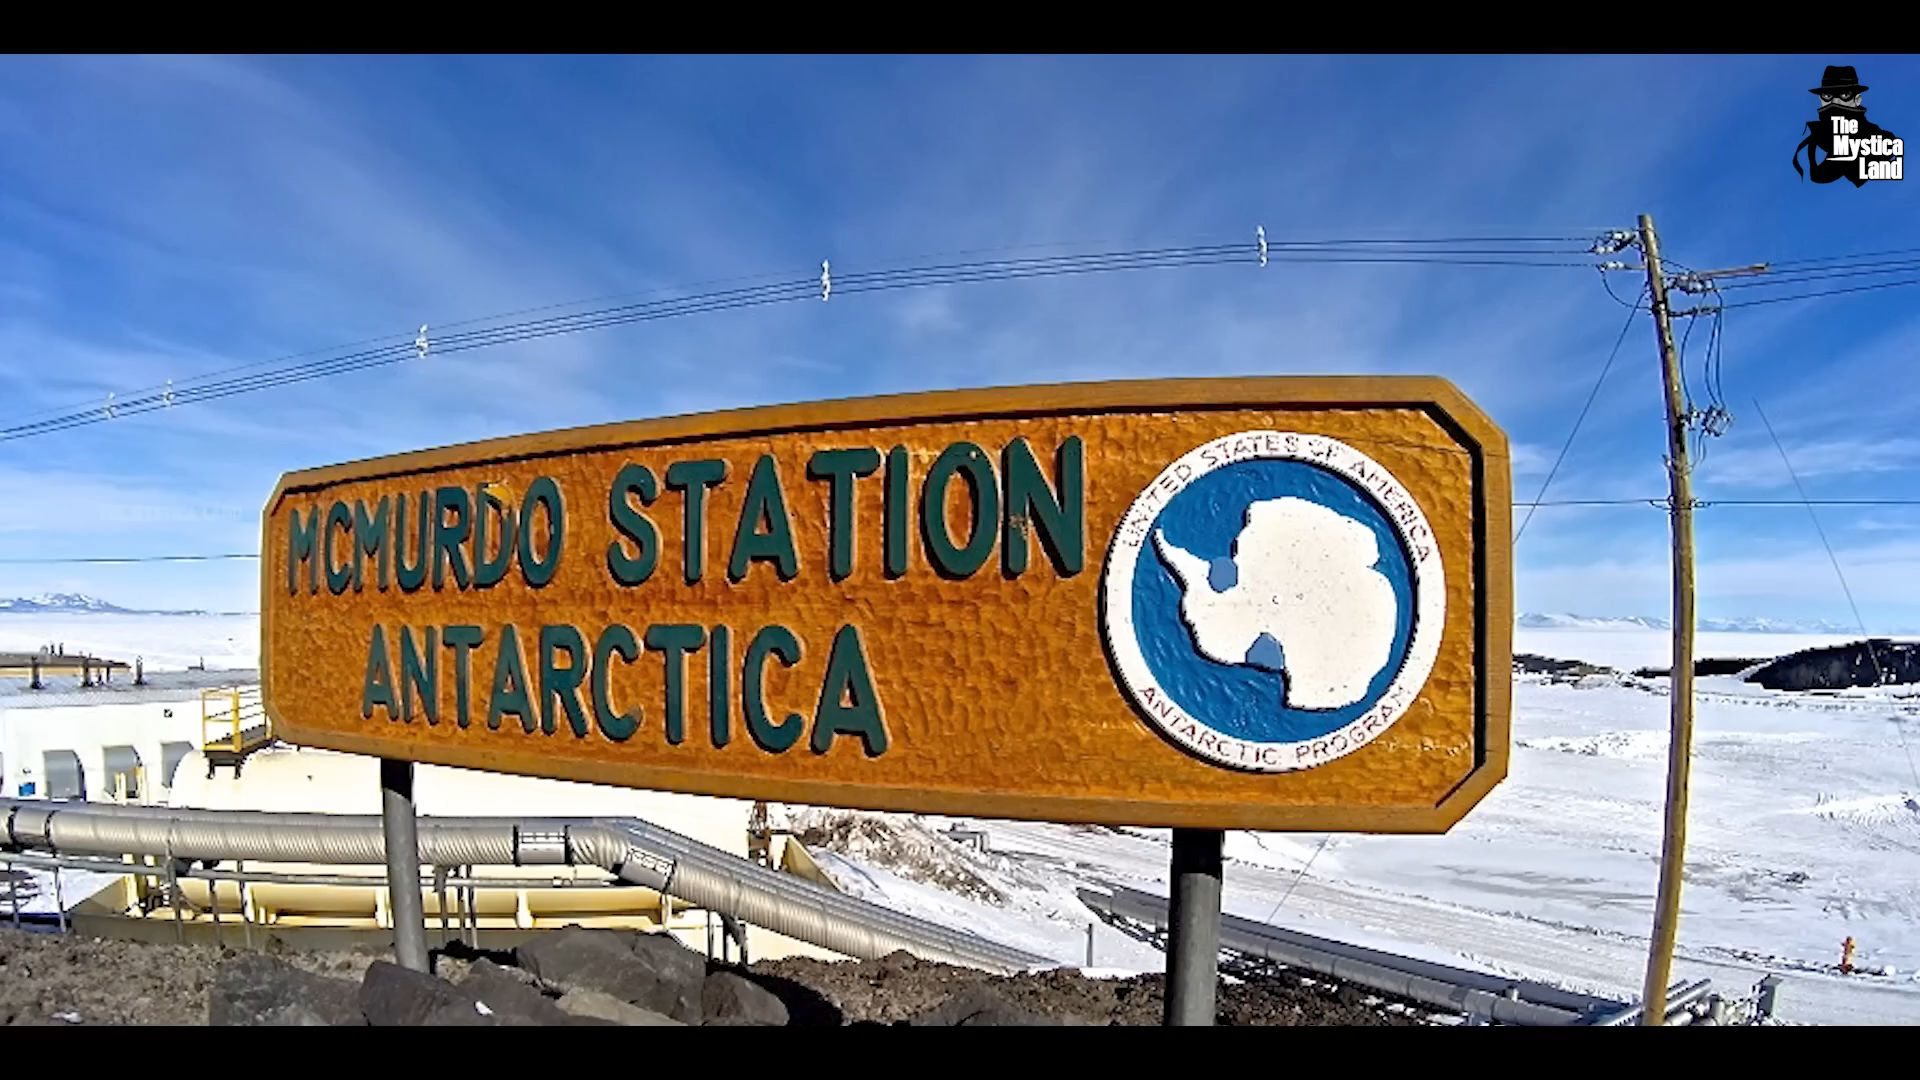 The
Mystica
Land
MCMURDO STATION
ANTARCTICA
UNITED STATES OF AMERICA
ANTARCTIC PROGRAM